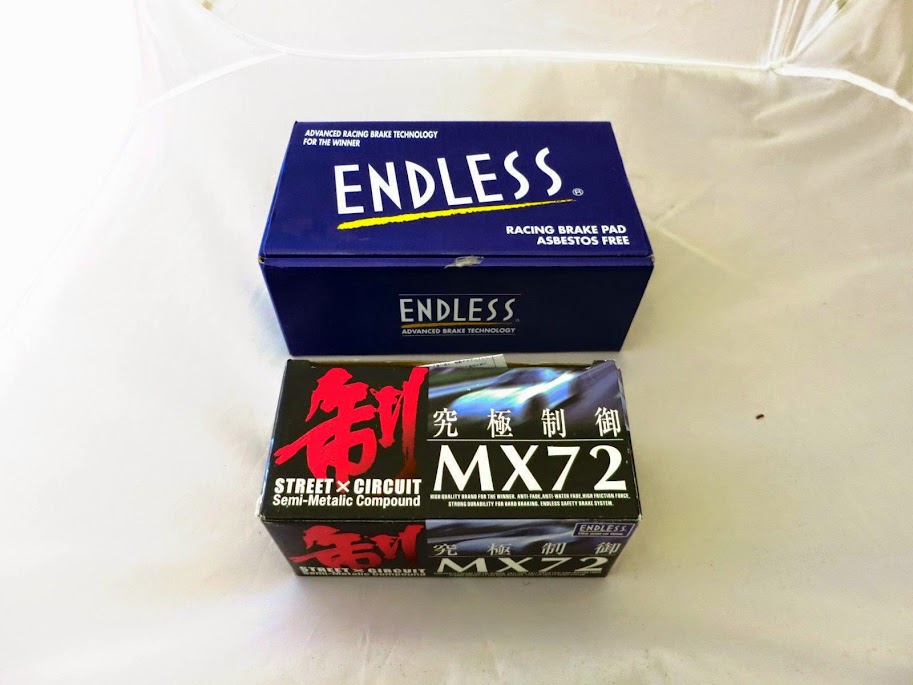 ADVANCED RACING BRAKE TECHNOLOGY
FOR THE WINNER
ENDLESS®
RACING BRAKE PAD
ASBESTOS FREE
ENDLESS®
ADVANCED BRAKE TECHNOLOGY
制
究極制御
MX72
STREET×CIRCUIT
Semi-Metalic Compound
HIGH QUALITY BRAND FOR THE WINNER. ANTI-FADE,ANTI-WATER FADE,HIGH FRICTION FORCE,
STRONG DURABILITY FOR HARD BRAKING. ENDLESS SAFETY BRAKE SYSTEM.
制
究極制御
MX72
STREET×CIRCUIT
Semi-Metalic Compound
ENDLESS